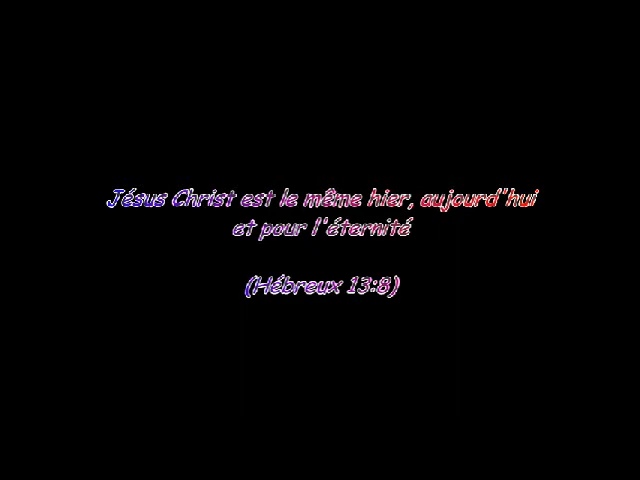 Jésus Christ est le même hier, aujourd'hui
et pour l'éternité
(Hébreux 13:8)